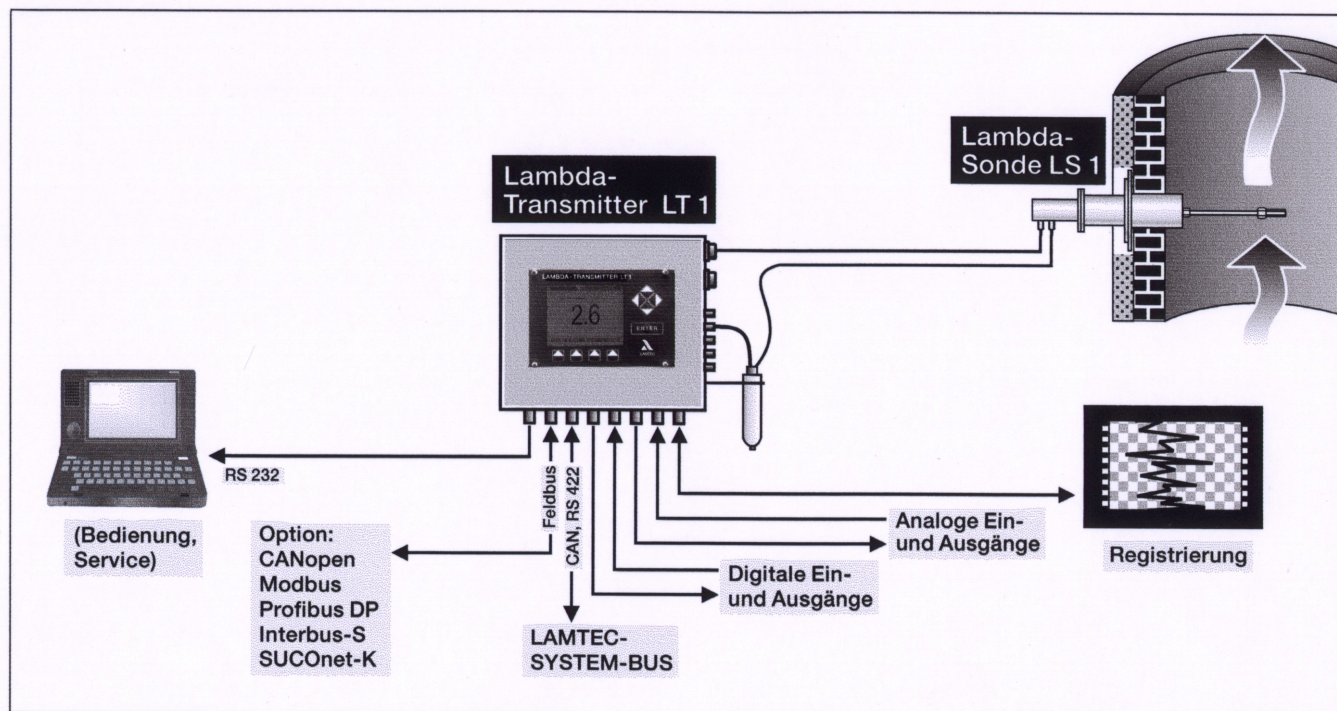 Lambda-
Sonde LS 1
Lambda-
Transmitter LT 1
LAMBDA-TRANSMITTER LT1
2.6
ENTER
LAMTEC
RS 232
Feldbus
CAN, RS 422
(Bedienung,
Service)
Option:
CANopen
Modbus
Profibus DP
Interbus-S
SUCOnet-K
LAMTEC-
SYSTEM-BUS
Digitale Ein-
und Ausgänge
Analoge Ein-
und Ausgänge
Registrierung